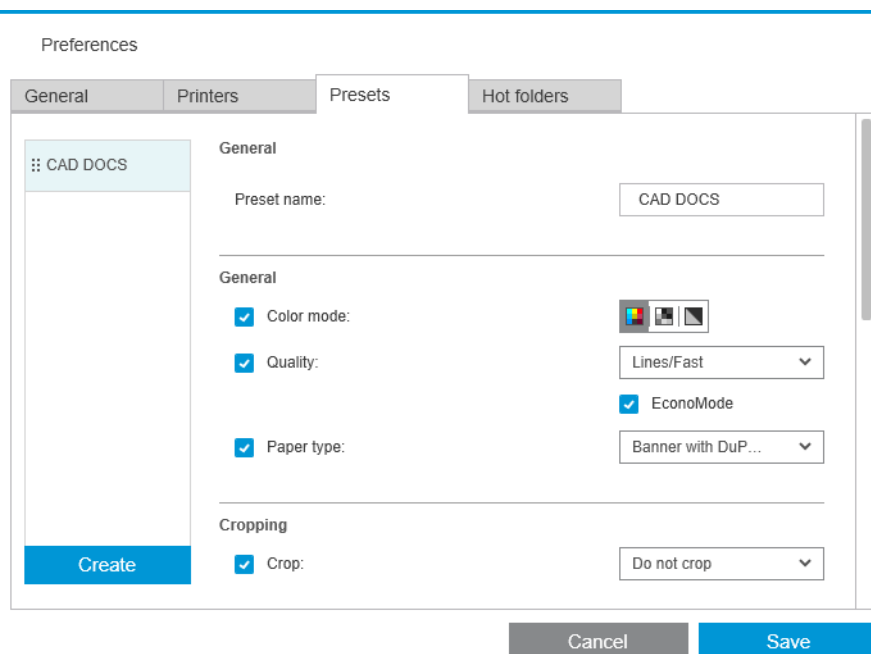 Preferences
General
Printers
Presets
Hot folders
CAD DOCS
General
Preset name:
CAD DOCS
General
Color mode:
Quality:
Lines/Fast
EconoMode
Paper type:
Banner with DuP...
Cropping
Crop:
Do not crop
Create
Cancel
Save